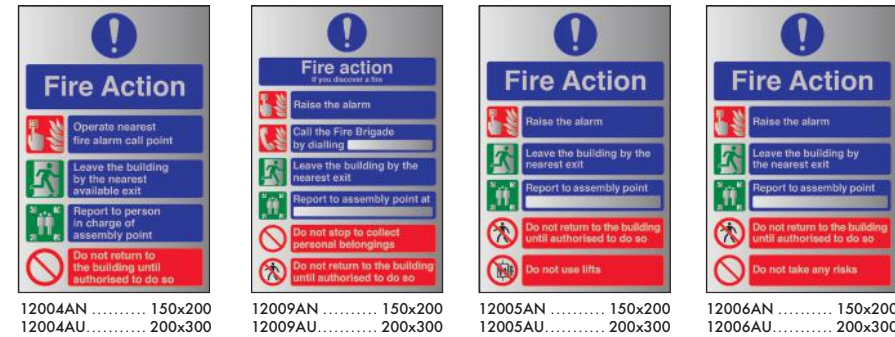 Fire Action
Operate nearest
fire alarm call point
Leave the building
by the nearest
available exit
Report to person
in charge of
assembly point
Do not return to
the building until
authorised to do so
12004AN .......... 150x200
12004AU........... 200x300
Fire action
If you discover a fire
Raise the alarm
Call the Fire Brigade
by dialling
Leave the building by the
nearest exit
Report to assembly point at
Do not stop to collect
personal belongings
Do not return to the building
until authorised to do so
12009AN .......... 150x200
12009AU........... 200x300
Fire Action
Raise the alarm
Leave the building by the
nearest exit
Report to assembly point
Do not return to the building
until authorised to do so
Do not use lifts
12005AN .......... 150x200
12005AU........... 200x300
Fire Action
Raise the alarm
Leave the building by
the nearest exit
Report to assembly point
Do not return to the building
until authorised to do so
Do not take any risks
12006AN .......... 150x200
12006AU........... 200x300